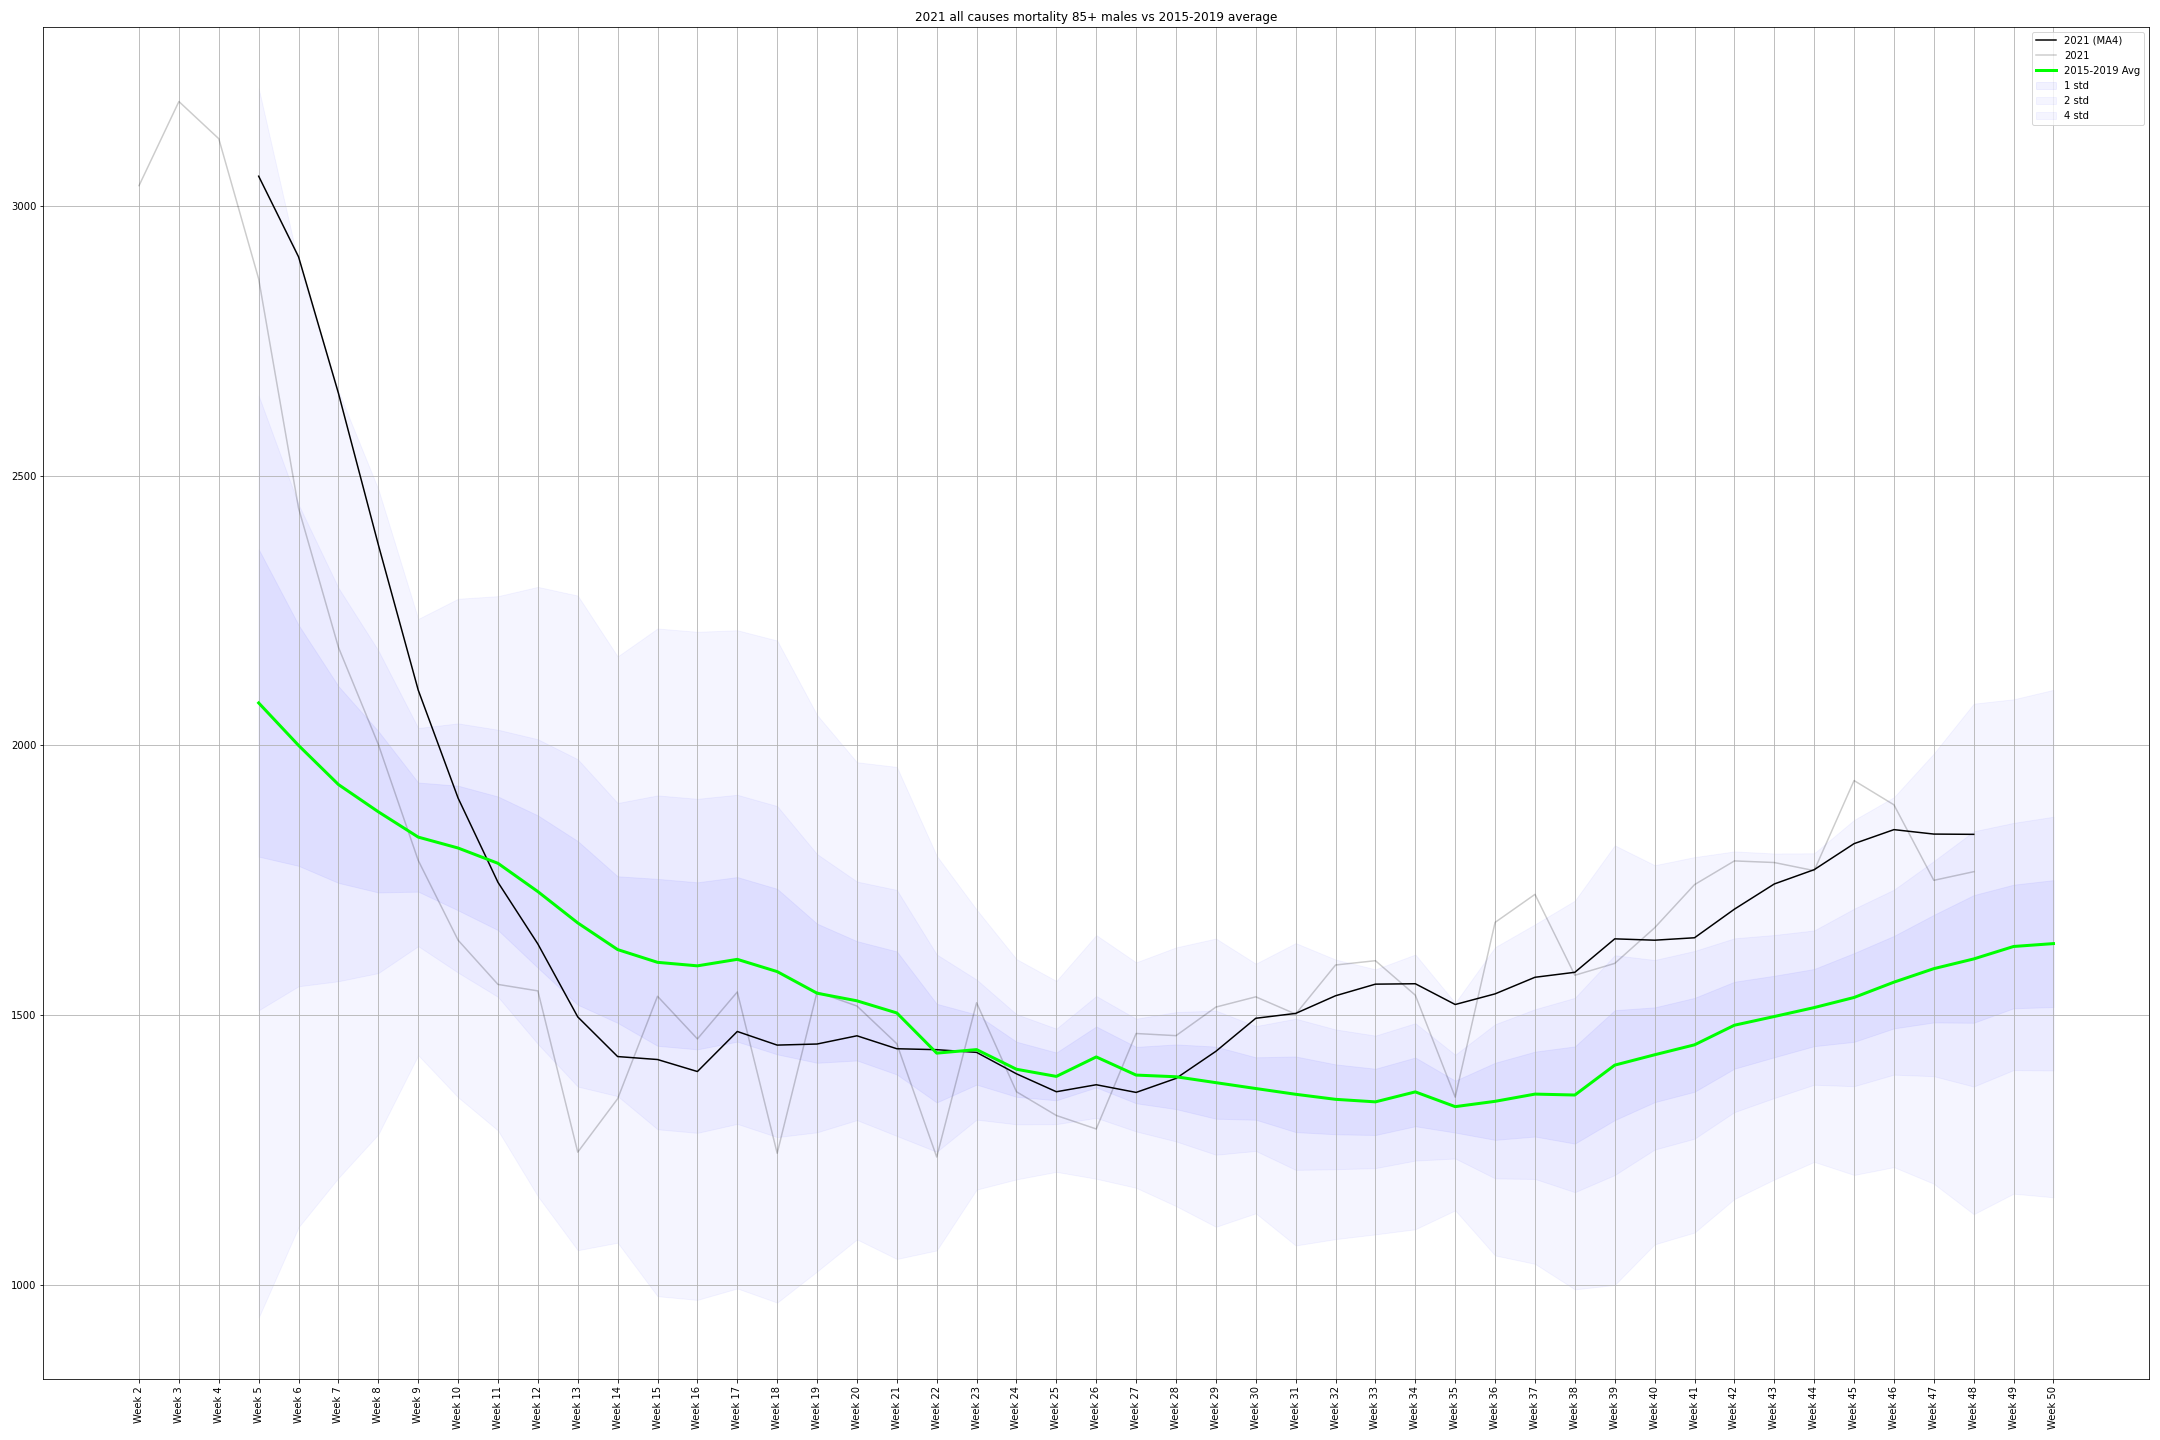 2021 all causes mortality 85+ males vs 2015-2019 average
2021 (MA4)
2021
2015-2019 Avg
1 std
2 std
4 std
3000
2500
2000
1500
1000
Week 2
Week 3
Week 4
Week 5
Week 6
Week 7
Week 8
Week 9
Week 10
Week 11
Week 12
Week 13
Week 14
Week 15
Week 16
Week 17
Week 18
Week 19
Week 20
Week 21
Week 22
Week 23
Week 24
Week 25
Week 26
Week 27
Week 28
Week 29
Week 30
Week 31
Week 32
Week 33
Week 34
Week 35
Week 36
Week 37
Week 38
Week 39
Week 40
Week 41
Week 42
Week 43
Week 44
Week 45
Week 46
Week 47
Week 48
Week 49
Week 50